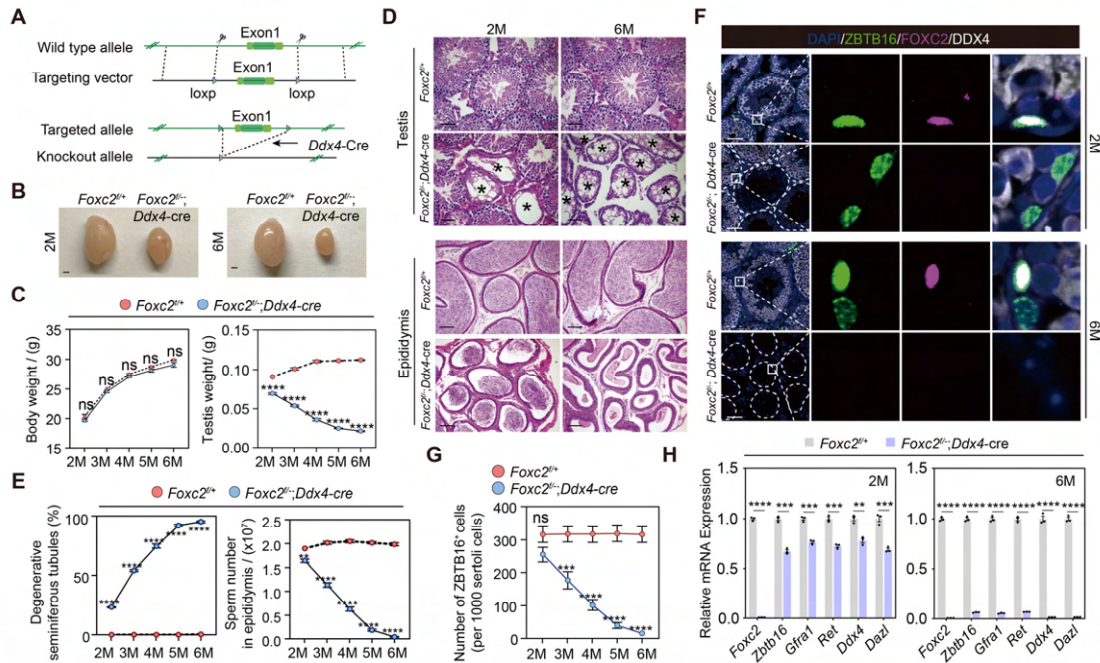 A
Exon1
Wild type allele
Exon1
Targeting vector
loxp
loxp
Exon1
Targeted allele
Ddx4-Cre
Knockout allele
B
Foxc2f/+
Foxc2f/-;
Ddx4-cre
Foxc2f/+
Foxc2f/-;
Ddx4-cre
2M
6M
C
Foxc2f/+
Foxc2f/-;Ddx4-cre
Body weight / (g)
35
30
25
20
15
ns
ns
ns
ns
ns
2M 3M 4M 5M 6M
Testis weight/ (g)
0.15
0.10
0.05
0.00
****
****
****
****
****
2M 3M 4M 5M 6M
D
2M
6M
Testis
Foxc2f/+
Foxc2f/-;Ddx4-cre
* * * * * * * * * * *
Epididymis
Foxc2f/+
Foxc2f/-;Ddx4-cre
E
Foxc2f/+
Foxc2f/-;Ddx4-cre
Degenerative
seminiferous tubules (%)
100
50
0
****
****
****
****
****
2M 3M 4M 5M 6M
Sperm number
in epididymis / (x10⁷)
2.5
2.0
1.5
1.0
0.5
0.0
**
****
****
****
****
2M 3M 4M 5M 6M
F
DAPI/ZBTB16/FOXC2/DDX4
Foxc2f/+
Foxc2f/-; Ddx4-cre
2M
Foxc2f/+
Foxc2f/-; Ddx4-cre
6M
G
Foxc2f/+
Foxc2f/-;Ddx4-cre
Number of ZBTB16⁺ cells
(per 1000 sertoli cells)
400
300
200
100
0
ns
***
****
****
****
2M 3M 4M 5M 6M
H
Foxc2f/+
Foxc2f/-;Ddx4-cre
Relative mRNA Expression
1.5
1.0
0.5
0.0
2M
**** *** *** *** ** ***
Foxc2 Zbtb16 Gfra1 Ret Ddx4 Dazl
1.5
1.0
0.5
0.0
6M
**** **** **** **** **** ****
Foxc2 Zbtb16 Gfra1 Ret Ddx4 Dazl